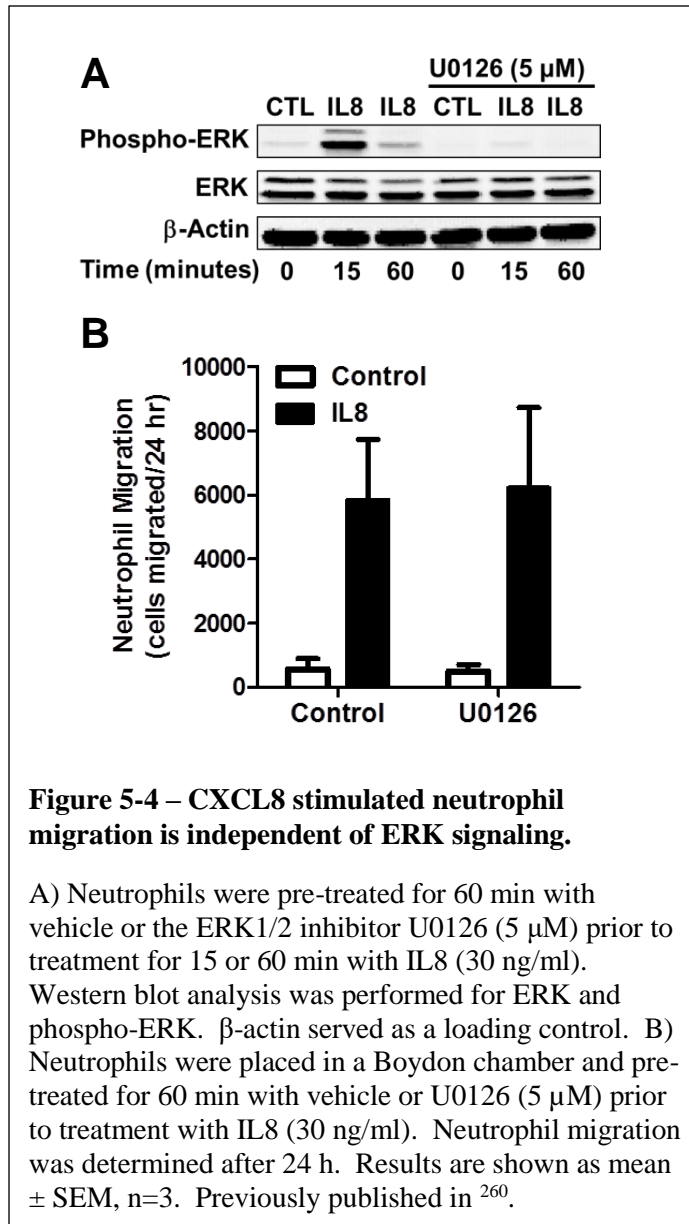 A
U0126 (5 µM)
CTL IL8 IL8 CTL IL8 IL8
Phospho-ERK
ERK
β-Actin
Time (minutes) 0 15 60 0 15 60
B
Neutrophil Migration
(cells migrated/24 hr)
10000
8000
6000
4000
2000
0
Control
IL8
Control U0126
Figure 5-4 – CXCL8 stimulated neutrophil
migration is independent of ERK signaling.
A) Neutrophils were pre-treated for 60 min with
vehicle or the ERK1/2 inhibitor U0126 (5 µM) prior to
treatment for 15 or 60 min with IL8 (30 ng/ml).
Western blot analysis was performed for ERK and
phospho-ERK. β-actin served as a loading control. B)
Neutrophils were placed in a Boydon chamber and pre-
treated for 60 min with vehicle or U0126 (5 µM) prior
to treatment with IL8 (30 ng/ml). Neutrophil migration
was determined after 24 h. Results are shown as mean
± SEM, n=3. Previously published in 260.